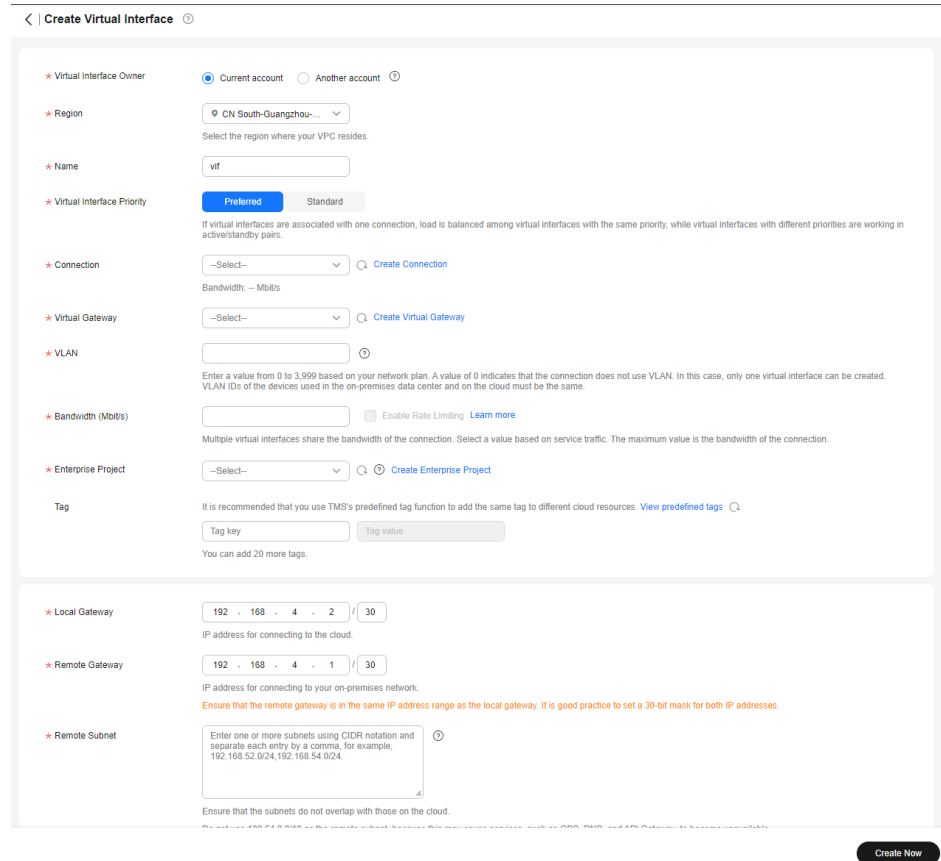 Create Virtual Interface
Virtual Interface Owner
Current account
Another account
Region
CN South-Guangzhou-...
Select the region where your VPC resides.
Name
vif
Virtual Interface Priority
Preferred
Standard
If virtual interfaces are associated with one connection, load is balanced among virtual interfaces with the same priority, while virtual interfaces with different priorities are working in
active/standby pairs.
Connection
--Select--
Create Connection
Bandwidth: -- Mbit/s
Virtual Gateway
--Select--
Create Virtual Gateway
VLAN
Enter a value from 0 to 3,999 based on your network plan. A value of 0 indicates that the connection does not use VLAN. In this case, only one virtual interface can be created.
VLAN IDs of the devices used in the on-premises data center and on the cloud must be the same.
Bandwidth (Mbit/s)
Enable Rate Limiting
Learn more
Multiple virtual interfaces share the bandwidth of the connection. Select a value based on service traffic. The maximum value is the bandwidth of the connection.
Enterprise Project
--Select--
Create Enterprise Project
Tag
It is recommended that you use TMS's predefined tag function to add the same tag to different cloud resources. View predefined tags
Tag key
Tag value
You can add 20 more tags.
Local Gateway
192 . 168 . 4 . 2 / 30
IP address for connecting to the cloud.
Remote Gateway
192 . 168 . 4 . 1 / 30
IP address for connecting to your on-premises network.
Ensure that the remote gateway is in the same IP address range as the local gateway. It is good practice to set a 30-bit mask for both IP addresses.
Remote Subnet
Enter one or more subnets using CIDR notation and
separate each entry by a comma, for example,
192.168.52.0/24,192.168.54.0/24.
Ensure that the subnets do not overlap with those on the cloud.
Create Now